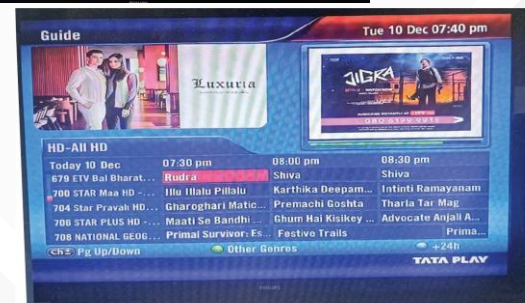 Guide
Tue 10 Dec 07:40 pm
Luxuria
JIGRA
HD-All HD
Today 10 Dec 07:30 pm 08:00 pm 08:30 pm
679 ETV Bal Bharat... Rudra Shiva Shiva
700 STAR Maa HD -... Illu Illalu Pillalu Karthika Deepam... Intinti Ramayanam
704 Star Pravah HD... Gharoghari Matic... Premachi Goshta Tharla Tar Mag
706 STAR PLUS HD -... Maati Se Bandhi Ghum Hai Kisikey ... Advocate Anjali A...
708 NATIONAL GEOG... Primal Survivor: Es... Festive Trails Prima...
Ch± Pg Up/Down Other Genres +24h
TATA PLAY
PHILIPS